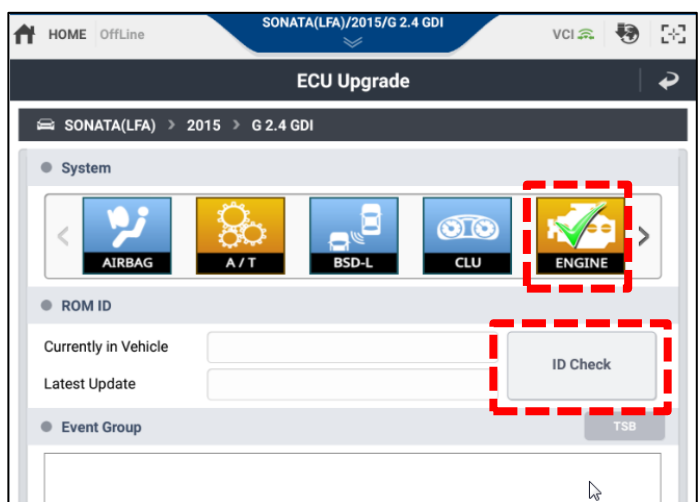 HOME OffLine SONATA(LFA)/2015/G 2.4 GDI VCI
ECU Upgrade
SONATA(LFA) > 2015 > G 2.4 GDI
System
AIRBAG A/T BSD-L CLU ENGINE
ROM ID
Currently in Vehicle
ID Check
Latest Update
Event Group TSB